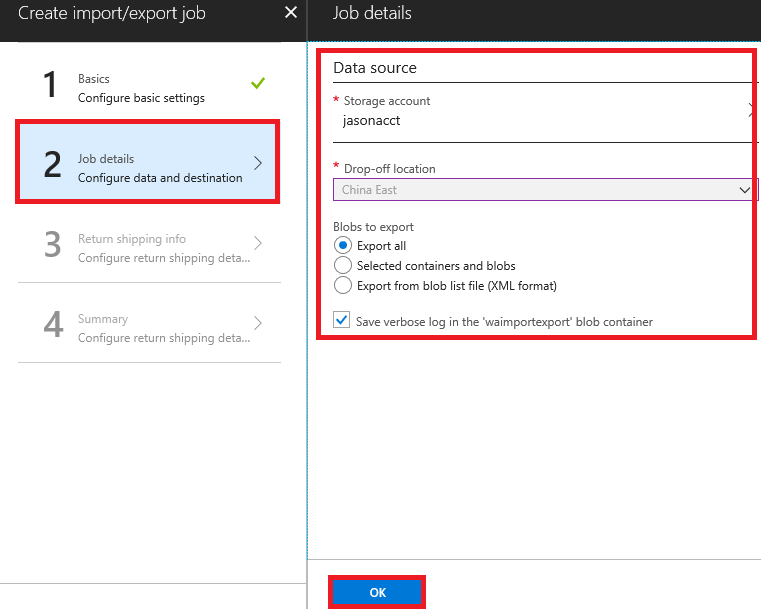 Create import/export job
1
Basics
Configure basic settings
2
Job details
Configure data and destination
3
Return shipping info
Configure return shipping deta...
4
Summary
Configure return shipping deta...
Job details
Data source
* Storage account
jasonacct
* Drop-off location
China East
Blobs to export
Export all
Selected containers and blobs
Export from blob list file (XML format)
Save verbose log in the 'waimportexport' blob container
OK